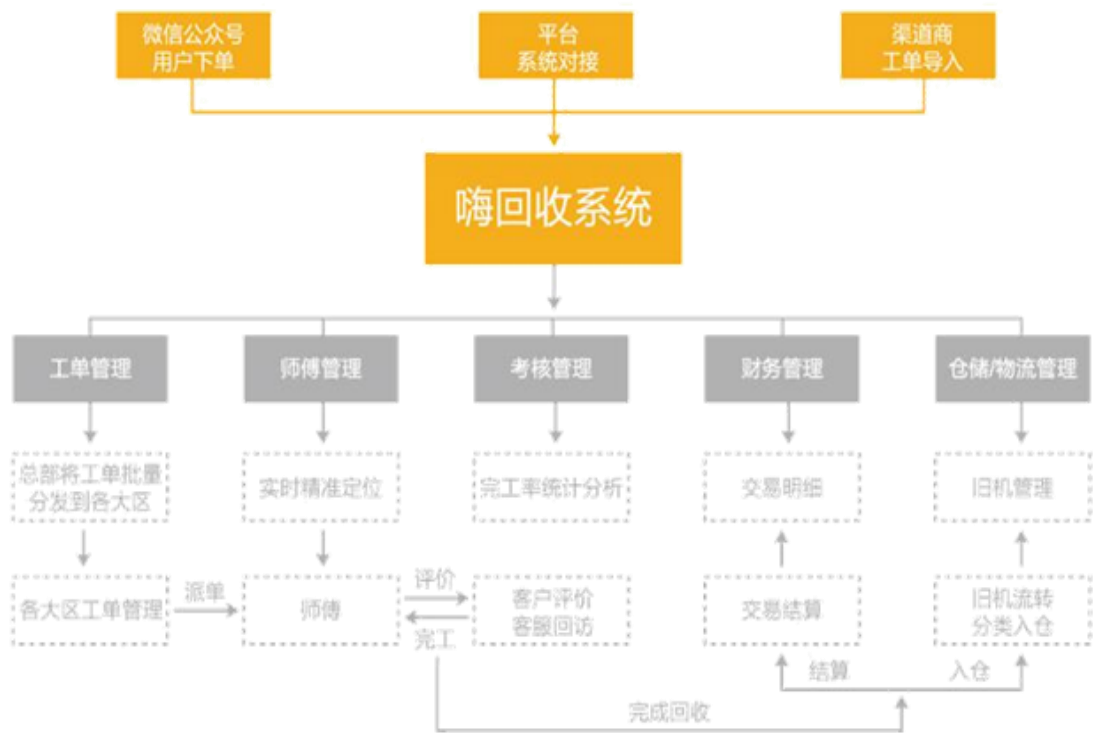 微信公众号
用户下单
平台
系统对接
渠道商
工单导入
嗨回收系统
工单管理
师傅管理
考核管理
财务管理
仓储/物流管理
总部将工单批量
分发到各大区
实时精准定位
完工率统计分析
交易明细
旧机管理
各大区工单管理
派单
师傅
评价
完工
客户评价
客服回访
交易结算
旧机流转
分类入仓
结算
入仓
完成回收